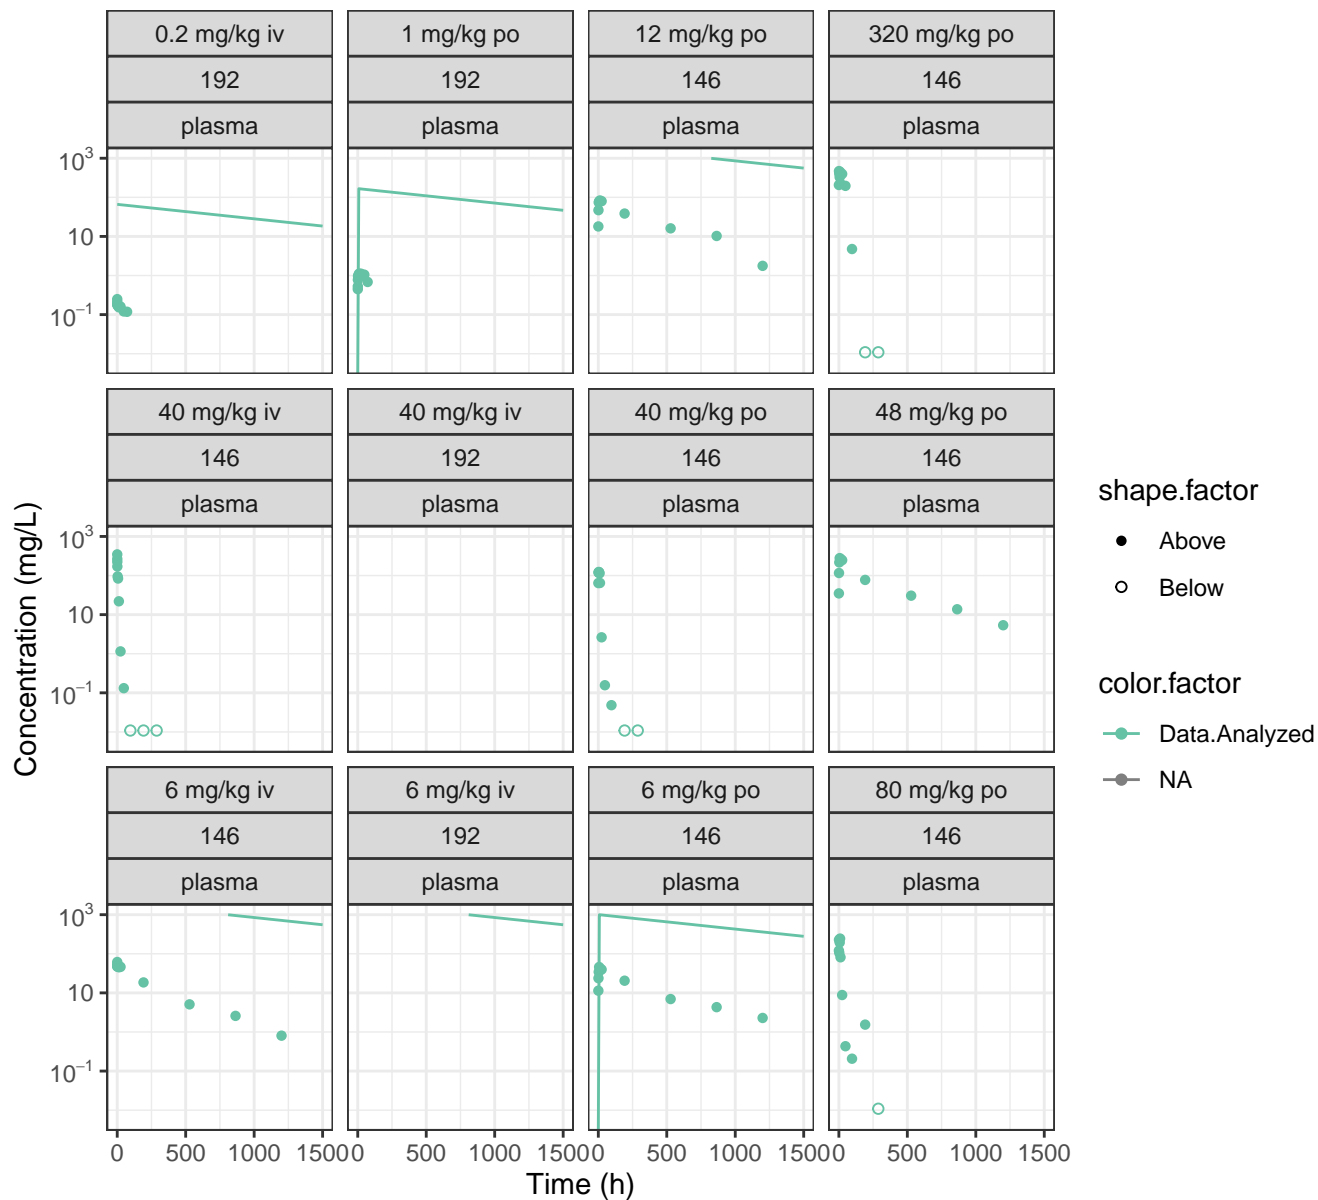 0.2 mg/kg iv
1 mg/kg po
12 mg/kg po
320 mg/kg po
192
192
146
146
plasma
plasma
plasma
plasma
10³
10
10⁻¹
40 mg/kg iv
40 mg/kg iv
40 mg/kg po
48 mg/kg po
146
192
146
146
plasma
plasma
plasma
plasma
10³
10
10⁻¹
6 mg/kg iv
6 mg/kg iv
6 mg/kg po
80 mg/kg po
146
192
146
146
plasma
plasma
plasma
plasma
10³
10
10⁻¹
0 500 1000 1500
0 500 1000 1500
0 500 1000 1500
0 500 1000 1500
Time (h)
Concentration (mg/L)
shape.factor
Above
Below
color.factor
Data.Analyzed
NA